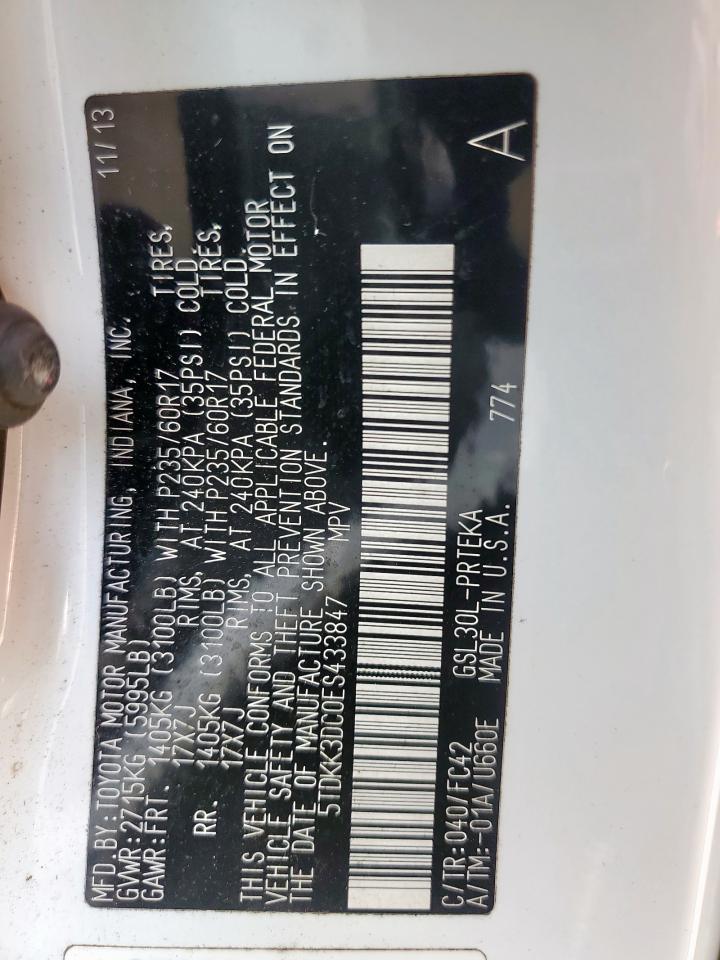 MFD.BY:TOYOTA MOTOR MANUFACTURING, INDIANA, INC. 11/13
GVWR:2715KG (5995LB)
GAWR:FRT. 1405KG (3100LB) WITH P235/60R17 TIRES,
17X7J RIMS, AT 240KPA (35PSI) COLD.
RR. 1405KG (3100LB) WITH P235/60R17 TIRES,
17X7J RIMS, AT 240KPA (35PSI) COLD.
THIS VEHICLE CONFORMS TO ALL APPLICABLE FEDERAL MOTOR
VEHICLE SAFETY AND THEFT PREVENTION STANDARDS IN EFFECT ON
THE DATE OF MANUFACTURE SHOWN ABOVE.
5TDKK3DC0ES433847 MPV
C/TR:040/FC42 GSL30L-PRTEKA
A/TM:-01A/U660E MADE IN U.S.A. 774 A